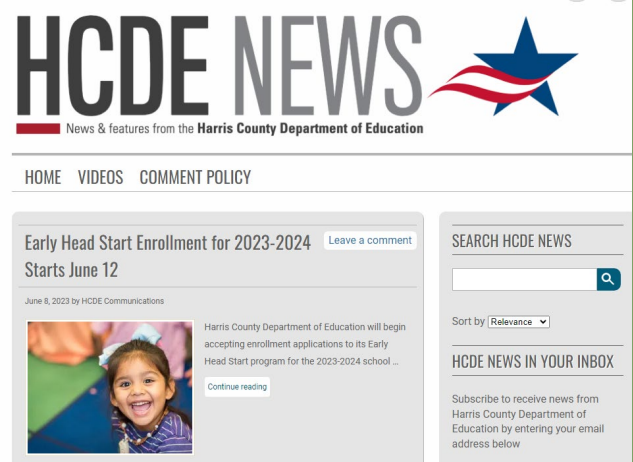 HCDE NEWS
News & features from the Harris County Department of Education
HOME VIDEOS COMMENT POLICY
Early Head Start Enrollment for 2023-2024
Starts June 12
Leave a comment
June 8, 2023 by HCDE Communications
Harris County Department of Education will begin
accepting enrollment applications to its Early
Head Start program for the 2023-2024 school ...
Continue reading
SEARCH HCDE NEWS
Sort by Relevance
HCDE NEWS IN YOUR INBOX
Subscribe to receive news from
Harris County Department of
Education by entering your email
address below